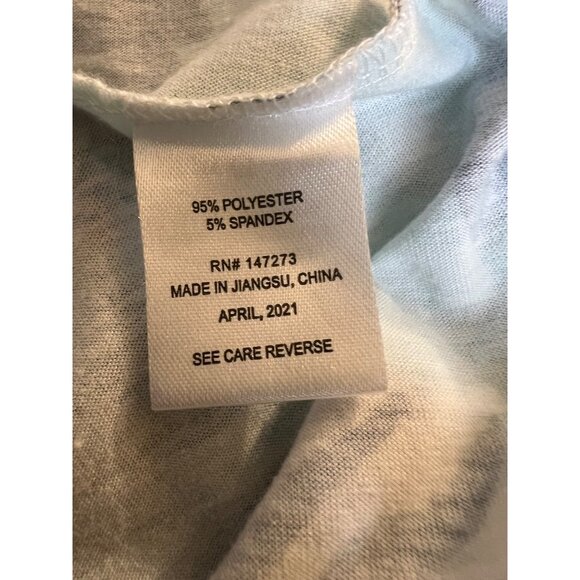 95% POLYESTER
5% SPANDEX
RN# 147273
MADE IN JIANGSU, CHINA
APRIL, 2021
SEE CARE REVERSE